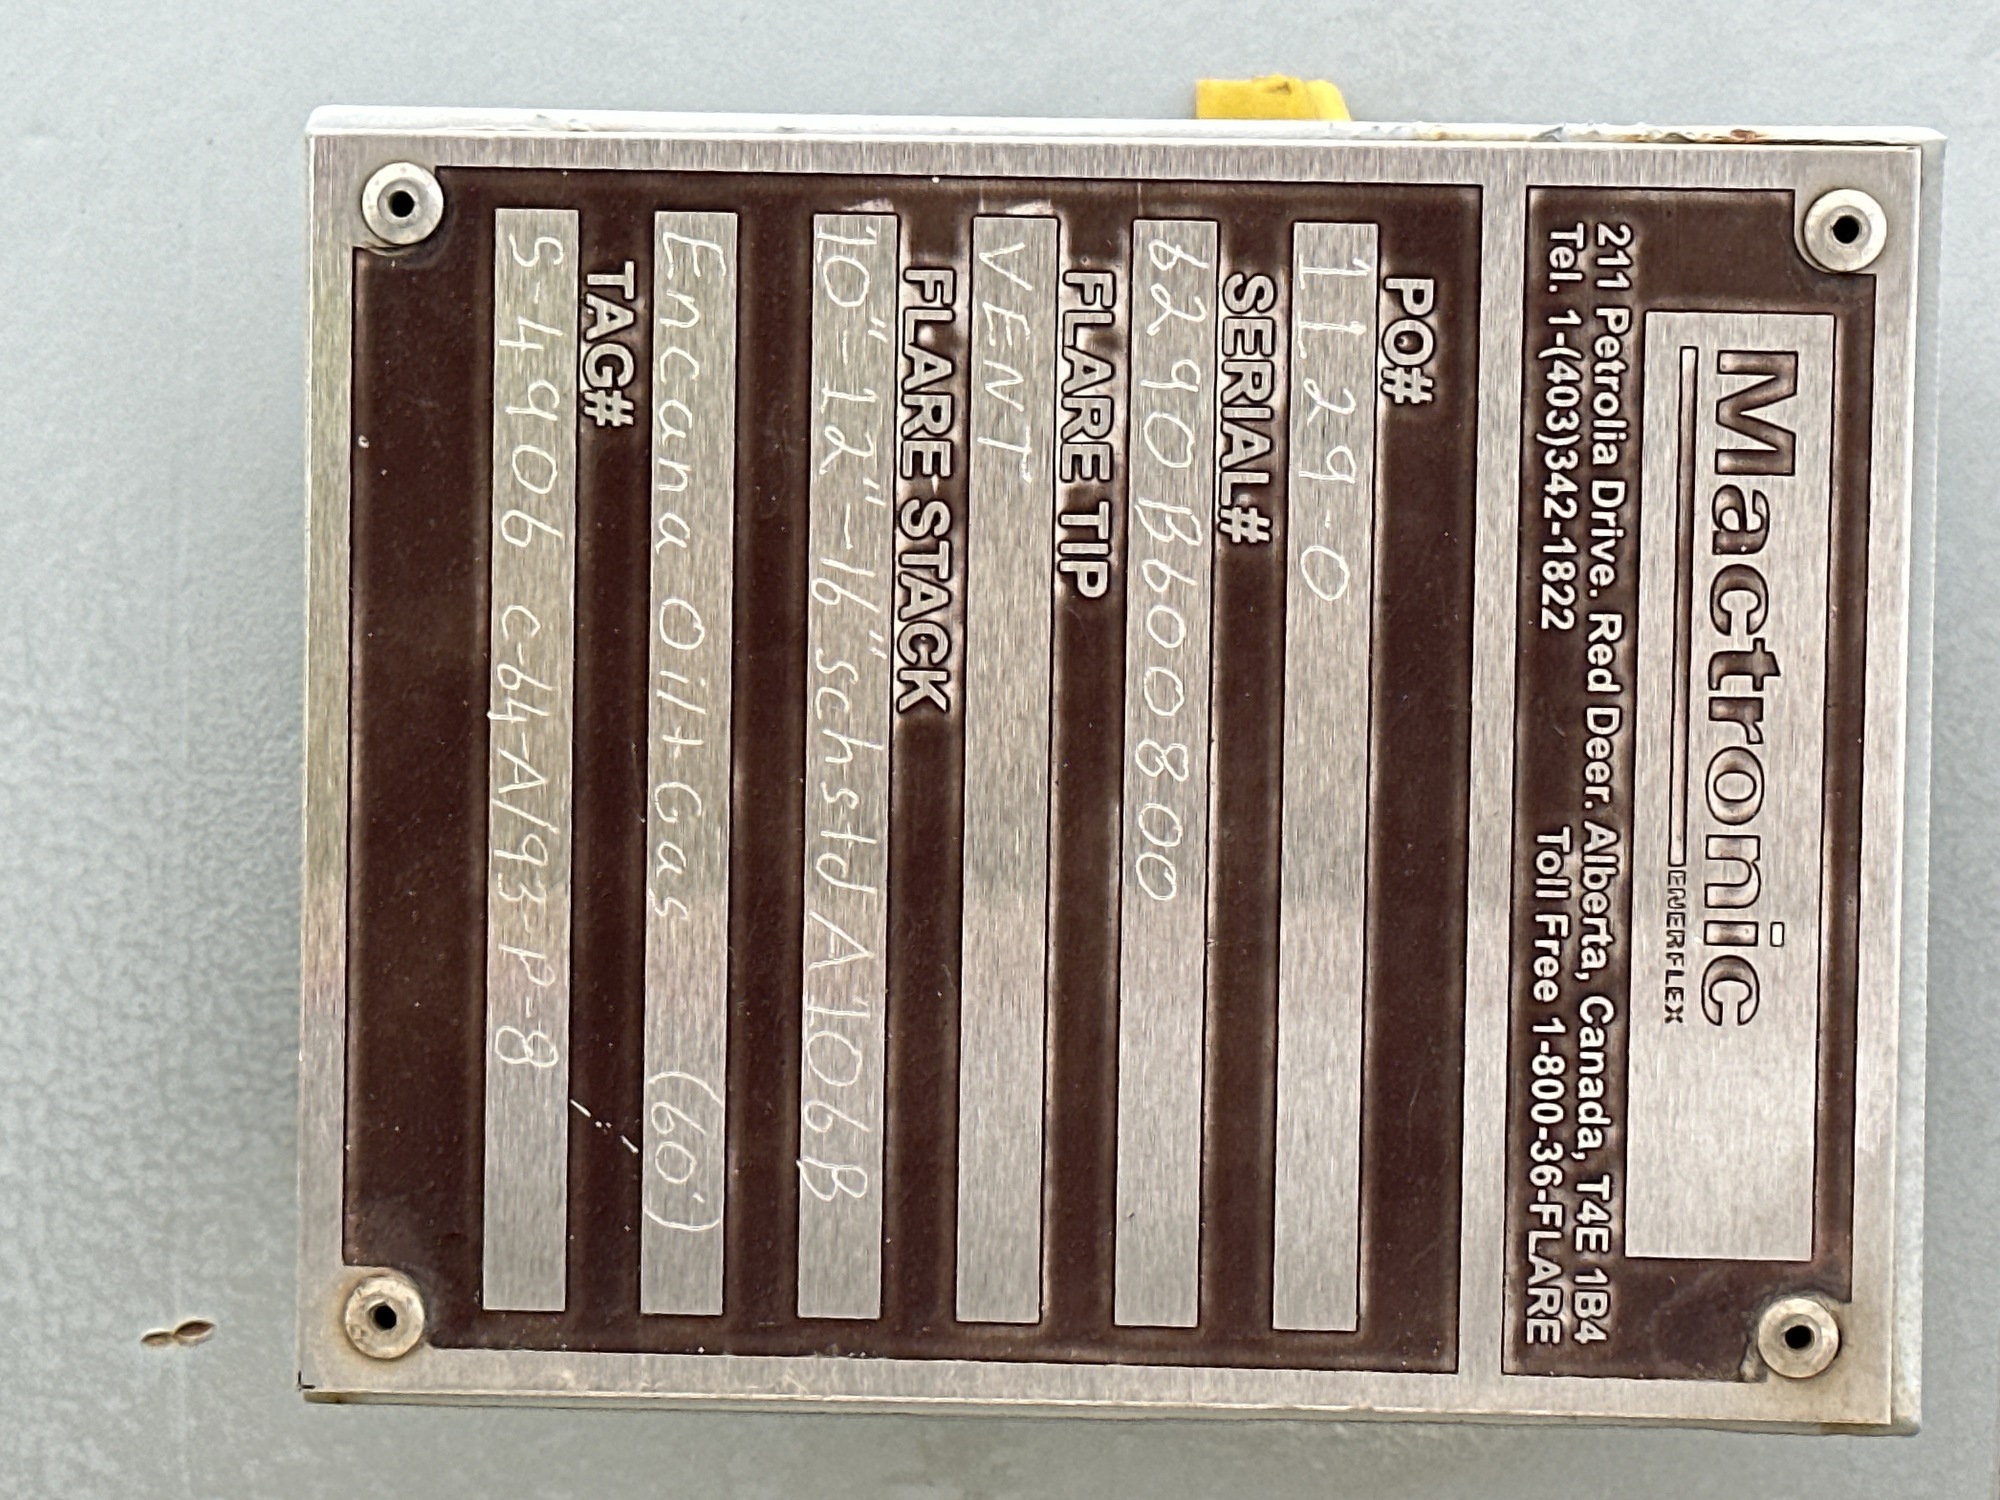 Mactronic
ENERFLEX
211 Petrolia Drive. Red Deer. Alberta, Canada, T4E 1B4
Tel. 1-(403)342-1822 Toll Free 1-800-36-FLARE
PO#
1L29-0
SERIAL#
6290B600800
FLARE TIP
VENT
FLARE STACK
10"-12"-16" sch std A106B
Encana Oil + Gas (60')
TAG#
S-4906 c-64-A/93-P-8